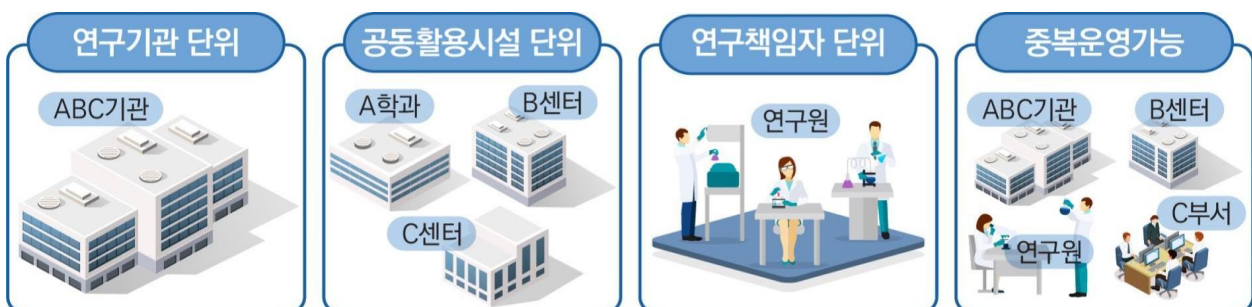 연구기관 단위
ABC기관
공동활용시설 단위
A학과
B센터
C센터
연구책임자 단위
연구원
중복운영가능
ABC기관
B센터
C부서
연구원